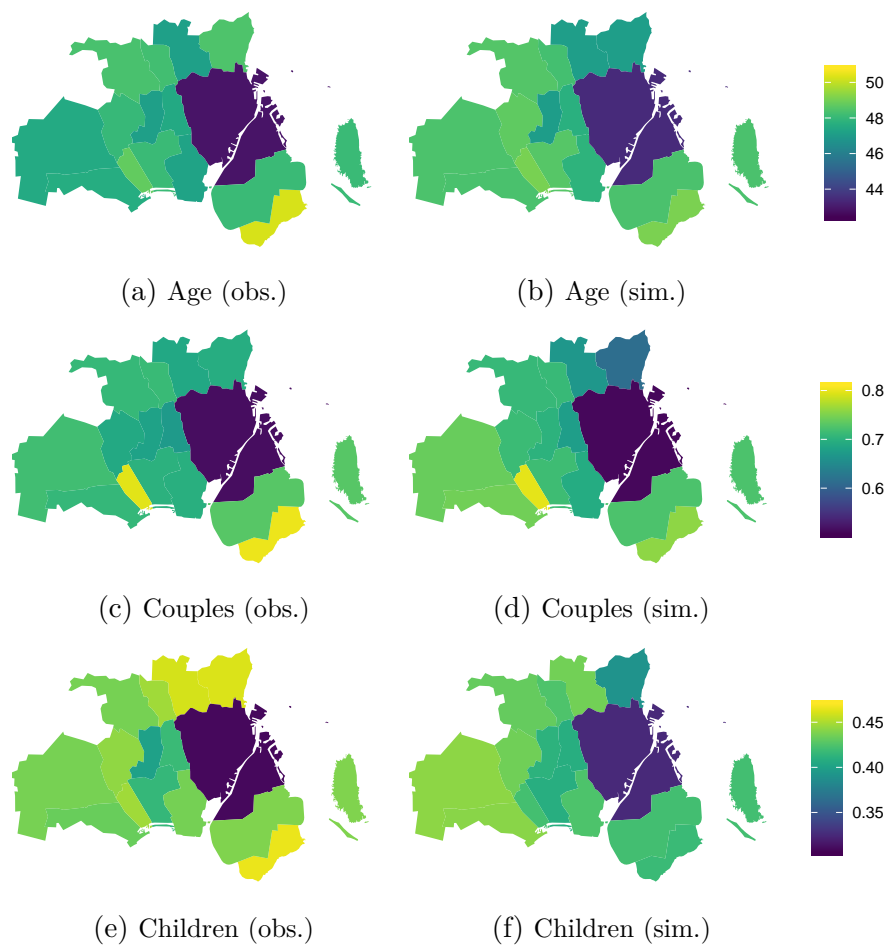 50
48
46
44
(a) Age (obs.)
(b) Age (sim.)
0.8
0.7
0.6
(c) Couples (obs.)
(d) Couples (sim.)
0.45
0.40
0.35
(e) Children (obs.)
(f) Children (sim.)